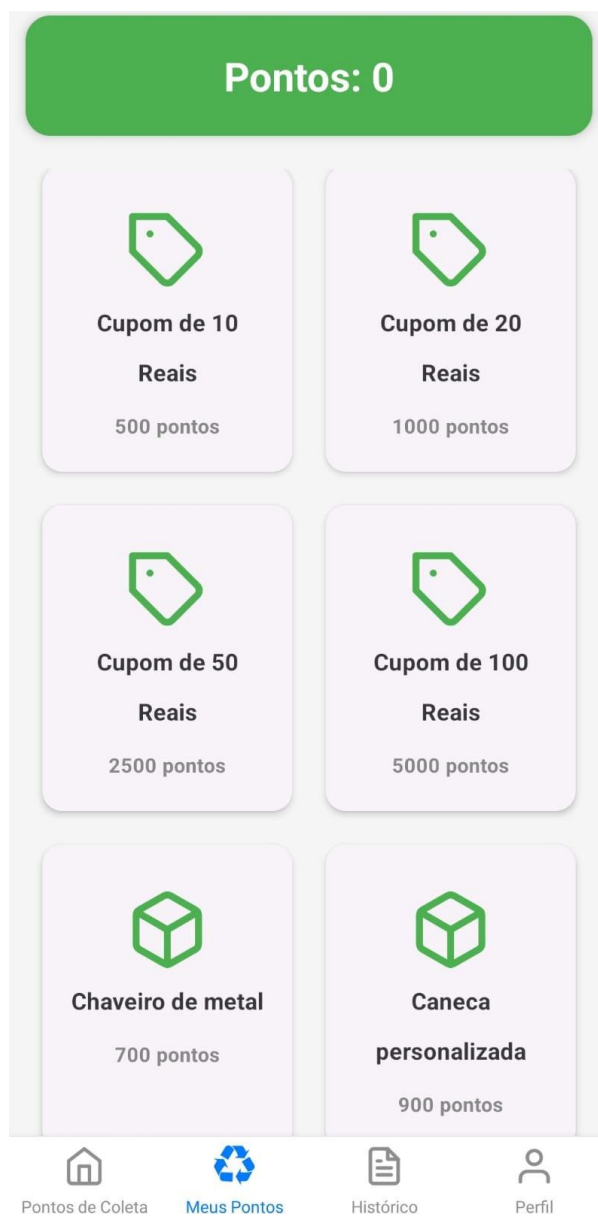 Pontos: 0
Cupom de 10
Reais
500 pontos
Cupom de 20
Reais
1000 pontos
Cupom de 50
Reais
2500 pontos
Cupom de 100
Reais
5000 pontos
Chaveiro de metal
700 pontos
Caneca
personalizada
900 pontos
Pontos de Coleta
Meus Pontos
Histórico
Perfil